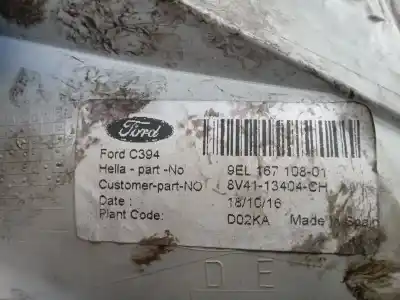 Ford
Ford C394
Hella - part -No 9EL 167 108-01
Customer-part-NO 8V41-13404-CH
Date : 18/10/16
Plant Code: D02KA Made in Spain
D E